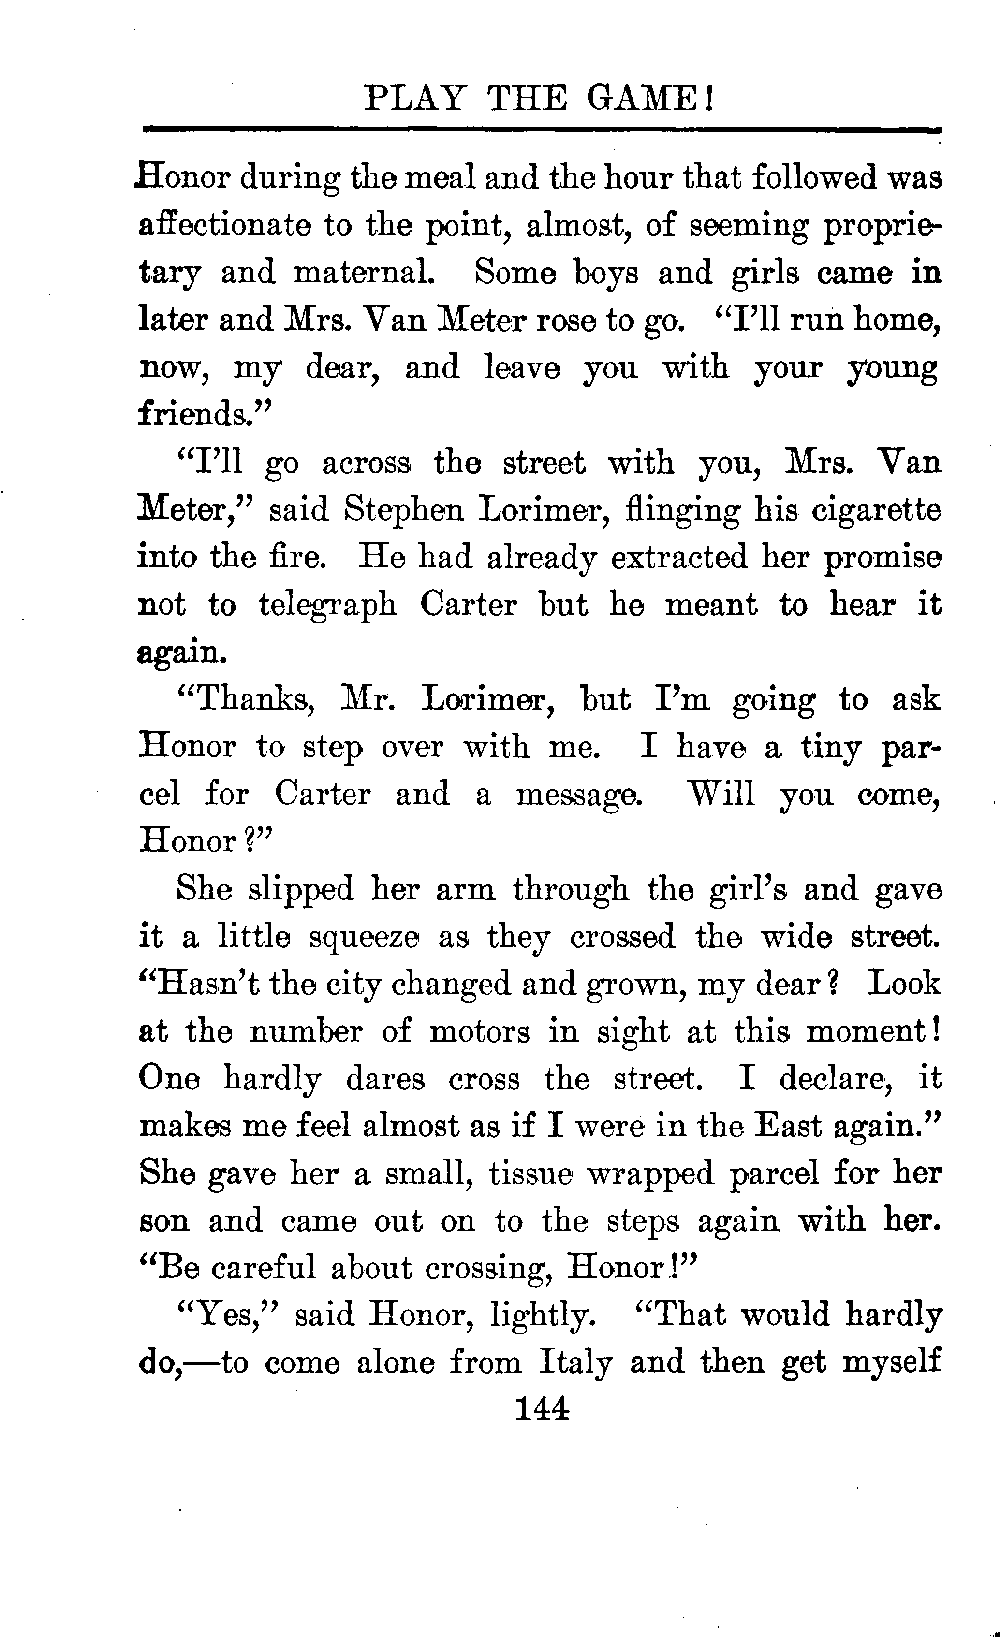 PLAY THE GAME!
Honor during the meal and the hour that followed was
affectionate to the point, almost, of seeming proprie-
tary and maternal. Some boys and girls came in
later and Mrs. Van Meter rose to go. “I’ll run home,
now, my dear, and leave you with your young
friends.”
“I’ll go across the street with you, Mrs. Van
Meter,” said Stephen Lorimer, flinging his cigarette
into the fire. He had already extracted her promise
not to telegraph Carter but he meant to hear it
again.
“Thanks, Mr. Lorimer, but I’m going to ask
Honor to step over with me. I have a tiny par-
cel for Carter and a message. Will you come,
Honor?”
She slipped her arm through the girl’s and gave
it a little squeeze as they crossed the wide street.
“Hasn’t the city changed and grown, my dear? Look
at the number of motors in sight at this moment!
One hardly dares cross the street. I declare, it
makes me feel almost as if I were in the East again.”
She gave her a small, tissue wrapped parcel for her
son and came out on to the steps again with her.
“Be careful about crossing, Honor!”
“Yes,” said Honor, lightly. “That would hardly
do,—to come alone from Italy and then get myself
144